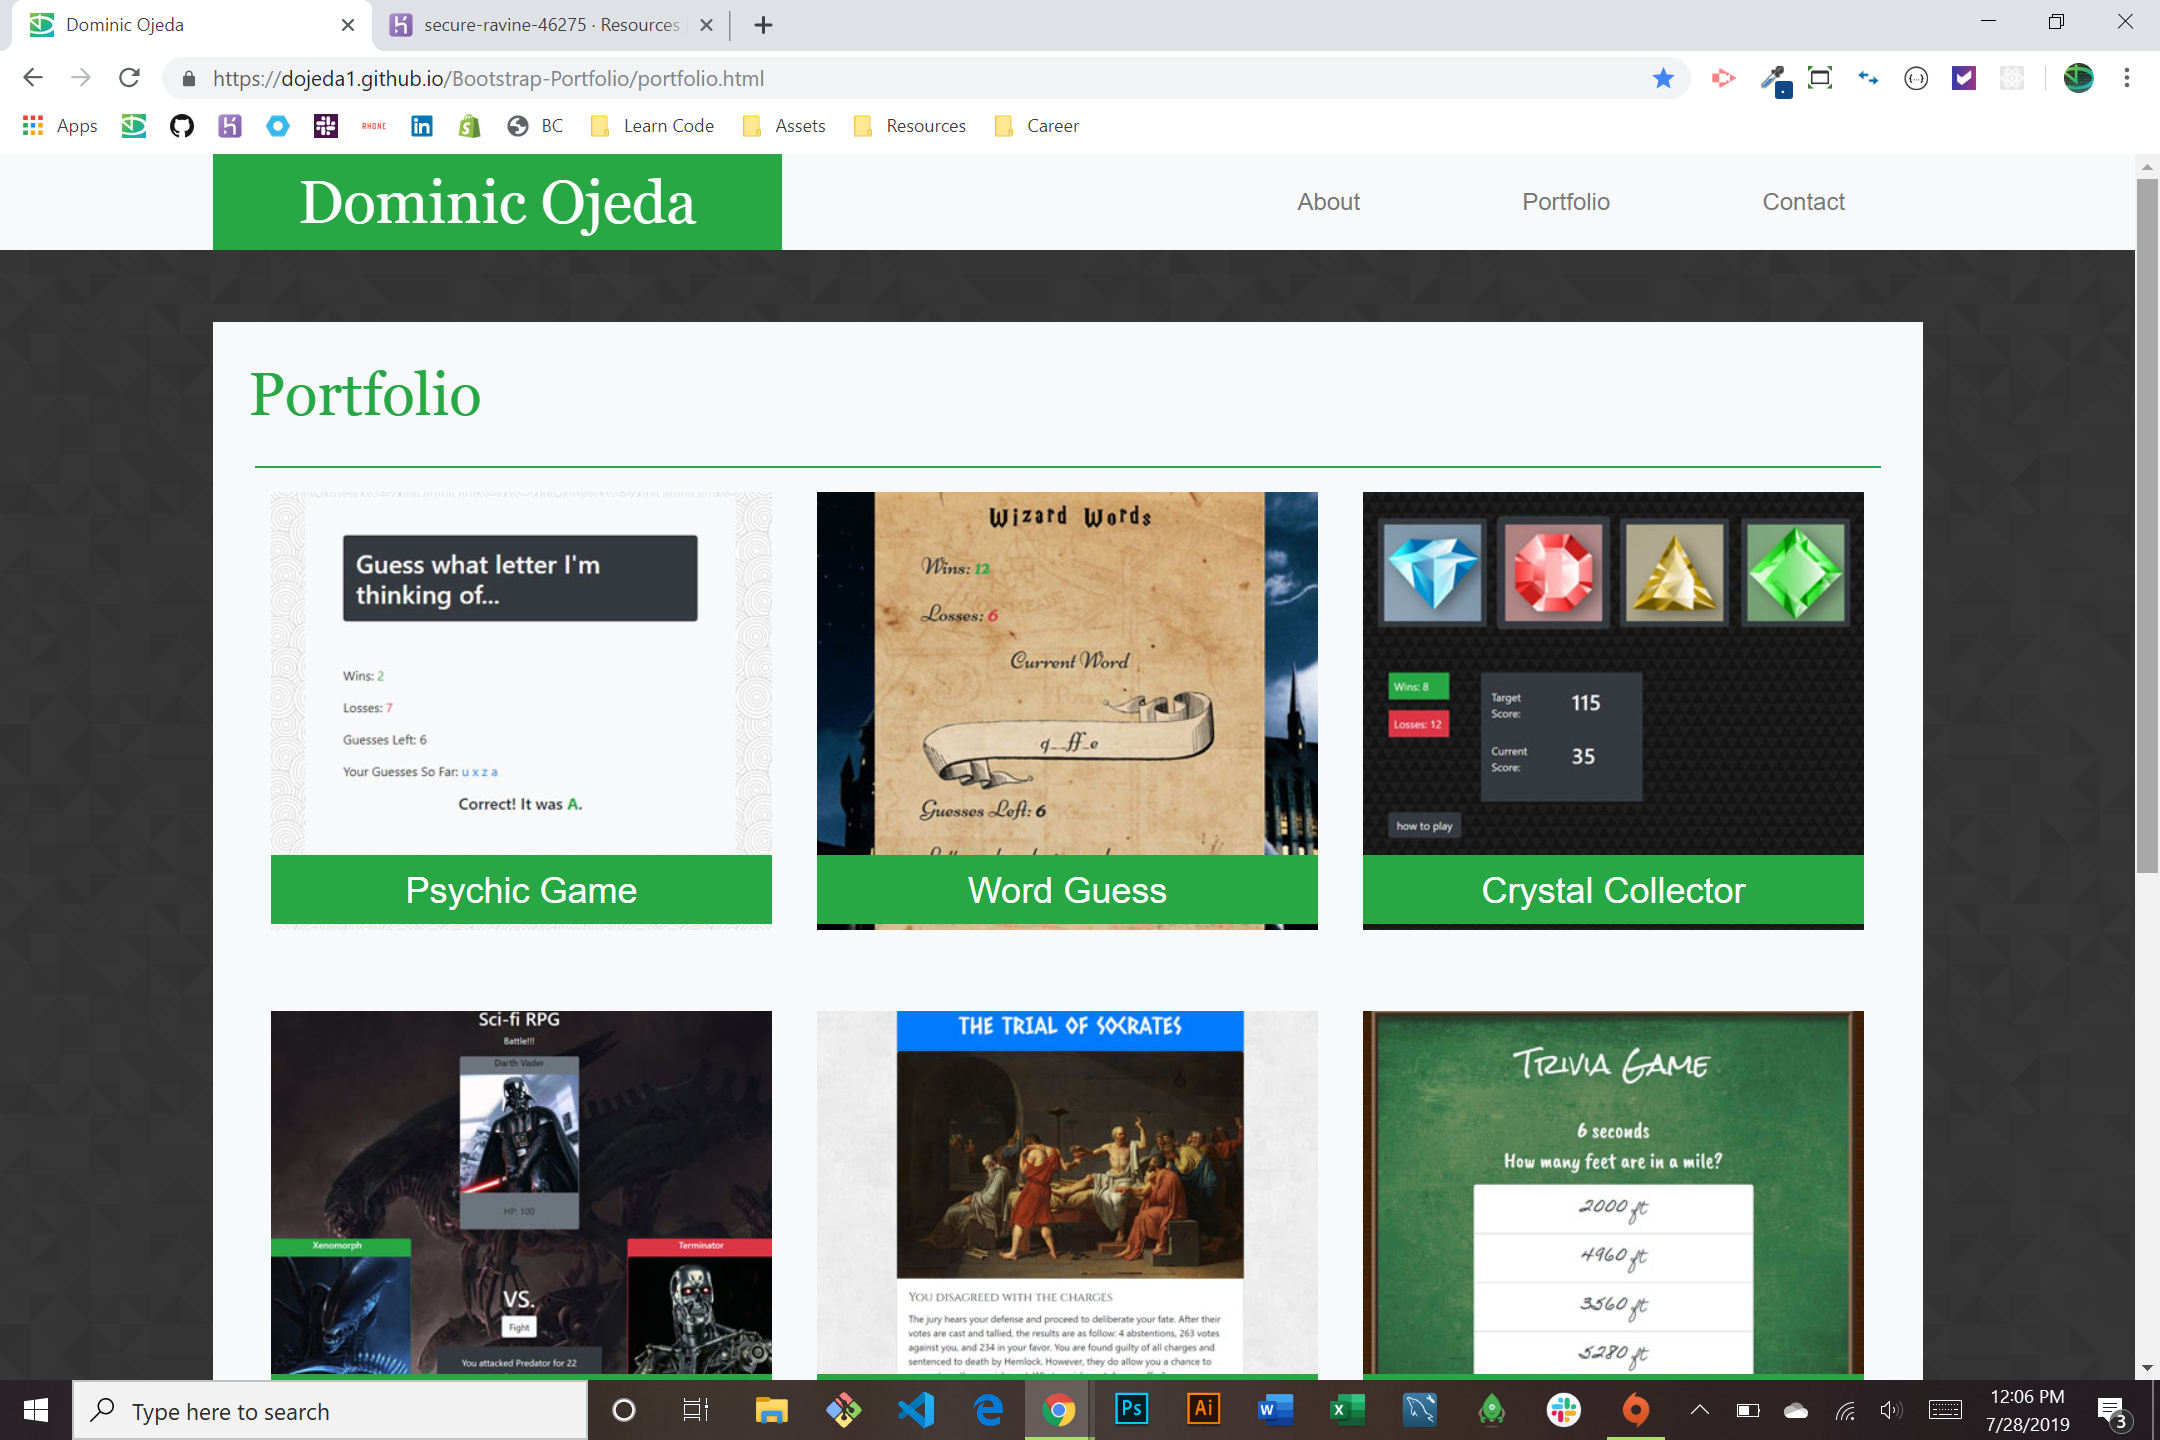 Dominic Ojeda
secure-ravine-46275 · Resources
https://dojeda1.github.io/Bootstrap-Portfolio/portfolio.html
Apps
RHONE
BC
Learn Code
Assets
Resources
Career
Dominic Ojeda
About
Portfolio
Contact
Portfolio
Guess what letter I'm
thinking of...
Wins: 2
Losses: 7
Guesses Left: 6
Your Guesses So Far: u x z a
Correct! It was A.
Psychic Game
Wizard Words
Wins: 12
Losses: 6
Current Word
q__ff_e
Guesses Left: 6
Word Guess
Wins: 8
Losses: 12
Target
Score:
115
Current
Score:
35
how to play
Crystal Collector
Sci-fi RPG
Battle!!!
Darth Vader
HP: 100
Xenomorph
Terminator
VS.
Fight
You attacked Predator for 22
THE TRIAL OF SOCRATES
YOU DISAGREED WITH THE CHARGES
The jury hears your defense and proceed to deliberate your fate. After their
votes are cast and tallied, the results are as follow: 4 abstentions, 263 votes
against you, and 234 in your favor. You are found guilty of all charges and
sentenced to death by Hemlock. However, they do allow you a chance to
Trivia Game
6 seconds
How many feet are in a mile?
2000 ft
4960 ft
3560 ft
5280 ft
Type here to search
Ps
Ai
12:06 PM
7/28/2019
3